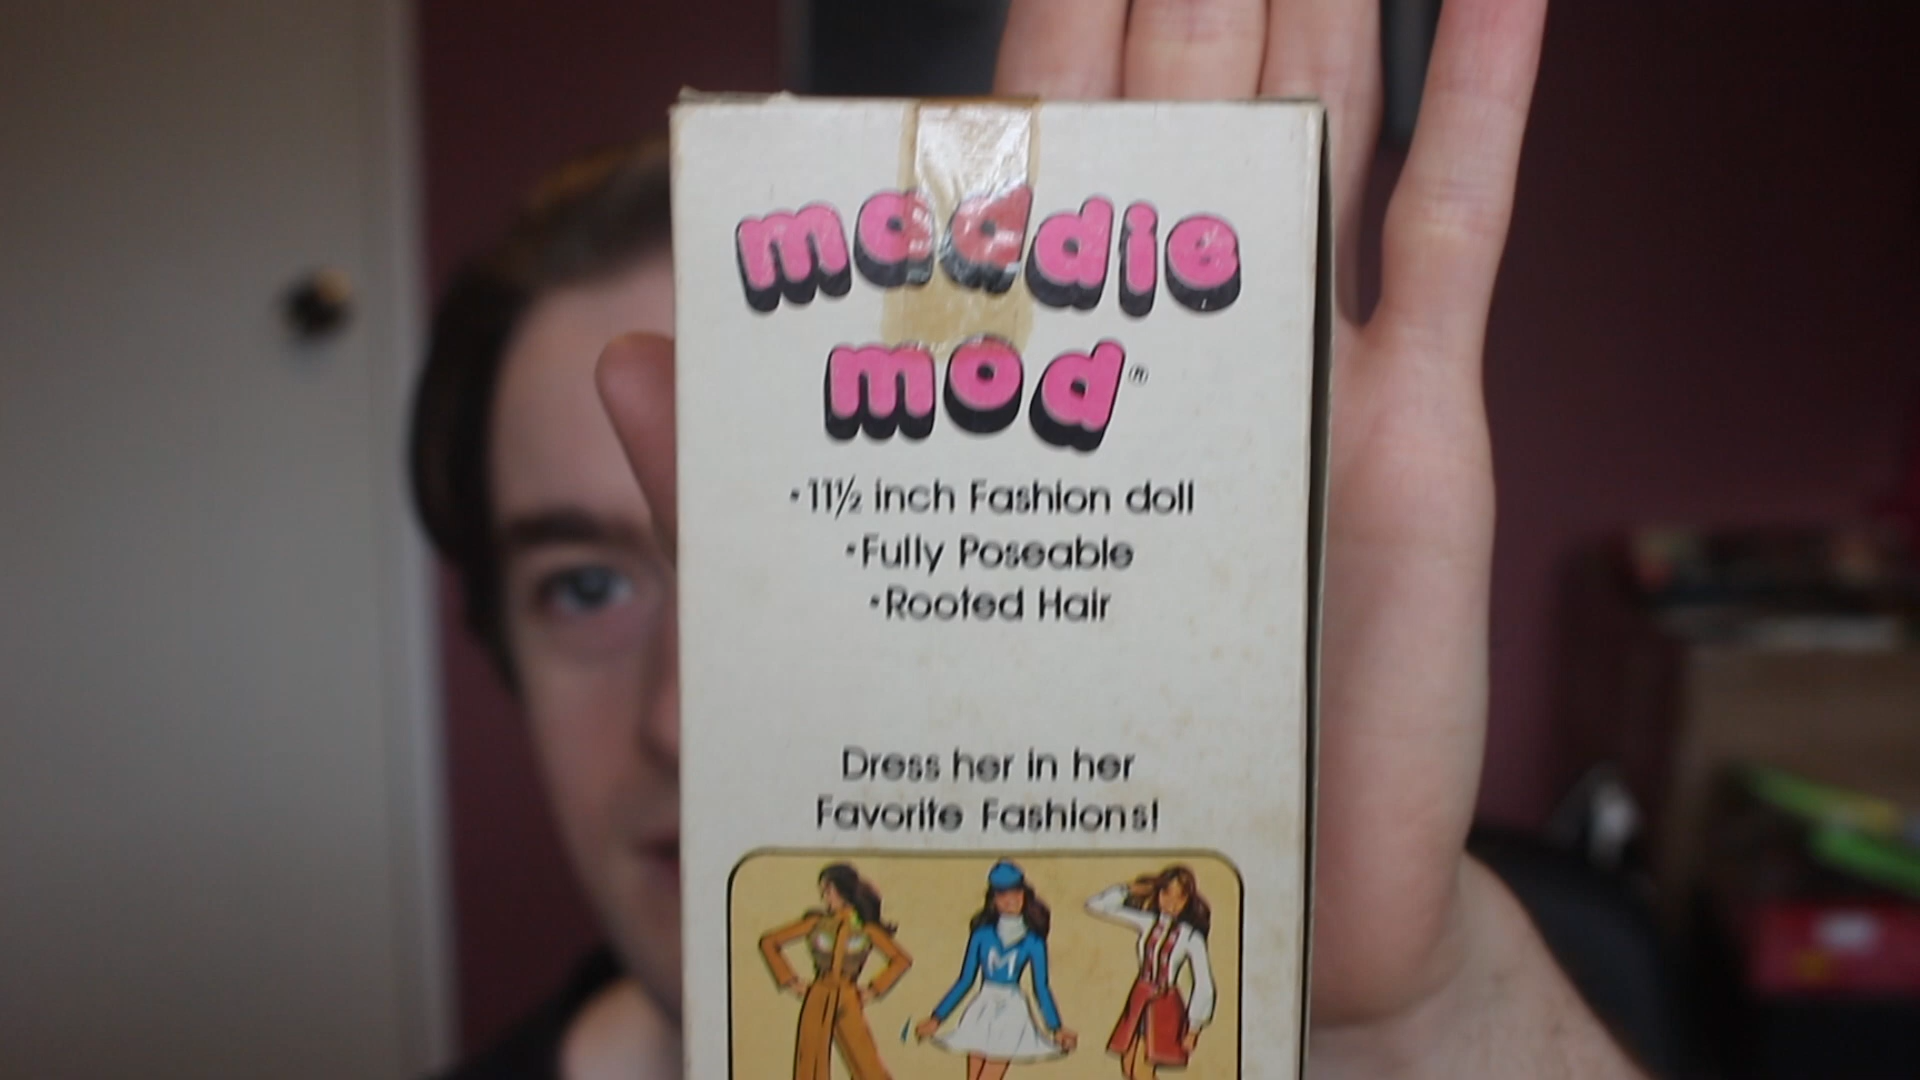 maddie
mod®
•11½ inch Fashion doll
•Fully Poseable
•Rooted Hair
Dress her in her
Favorite Fashions!
M